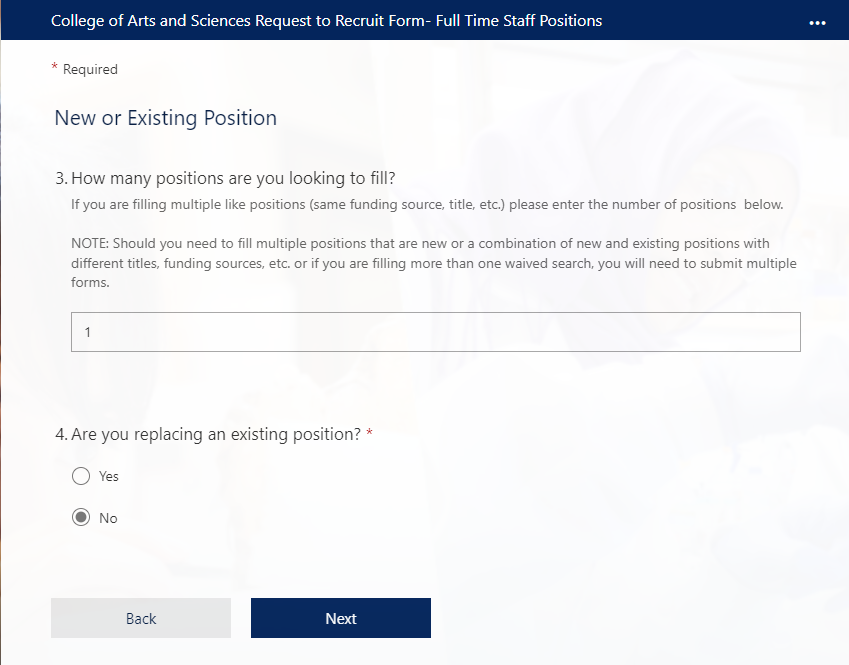 College of Arts and Sciences Request to Recruit Form- Full Time Staff Positions
* Required
New or Existing Position
3. How many positions are you looking to fill?
If you are filling multiple like positions (same funding source, title, etc.) please enter the number of positions  below.
NOTE: Should you need to fill multiple positions that are new or a combination of new and existing positions with
different titles, funding sources, etc. or if you are filling more than one waived search, you will need to submit multiple
forms.
1
4. Are you replacing an existing position? *
Yes
No
Back Next